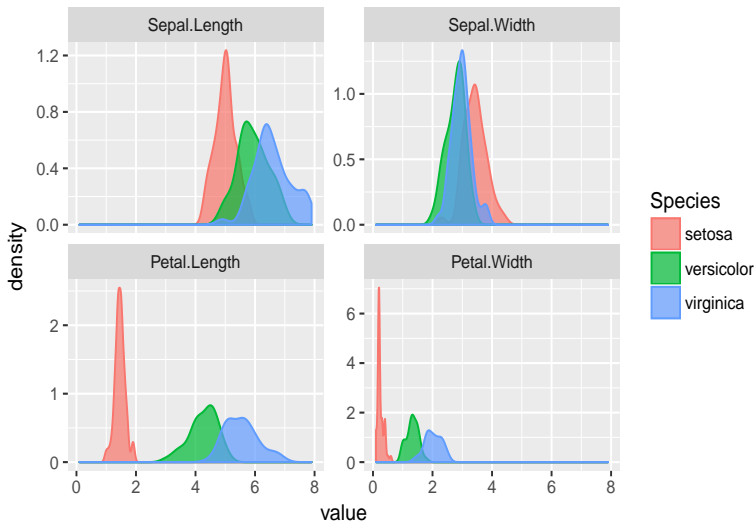 Sepal.Length
Sepal.Width
1.2
0.8
0.4
0.0
1.0
0.5
0.0
density
Species
setosa
versicolor
virginica
Petal.Length
Petal.Width
2
1
0
6
4
2
0
0 2 4 6 8
0 2 4 6 8
value